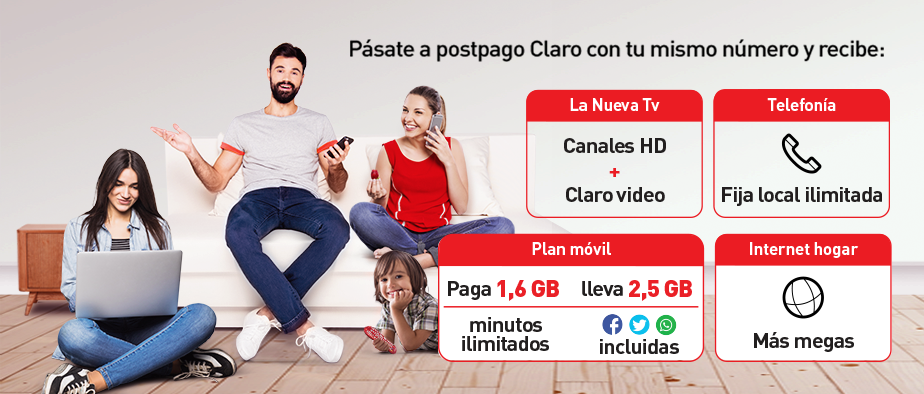 Pásate a postpago Claro con tu mismo número y recibe:
La Nueva Tv
Canales HD
+
Claro video
Telefonía
Fija local ilimitada
Plan móvil
Paga 1,6 GB lleva 2,5 GB
minutos
ilimitados
incluidas
Internet hogar
Más megas